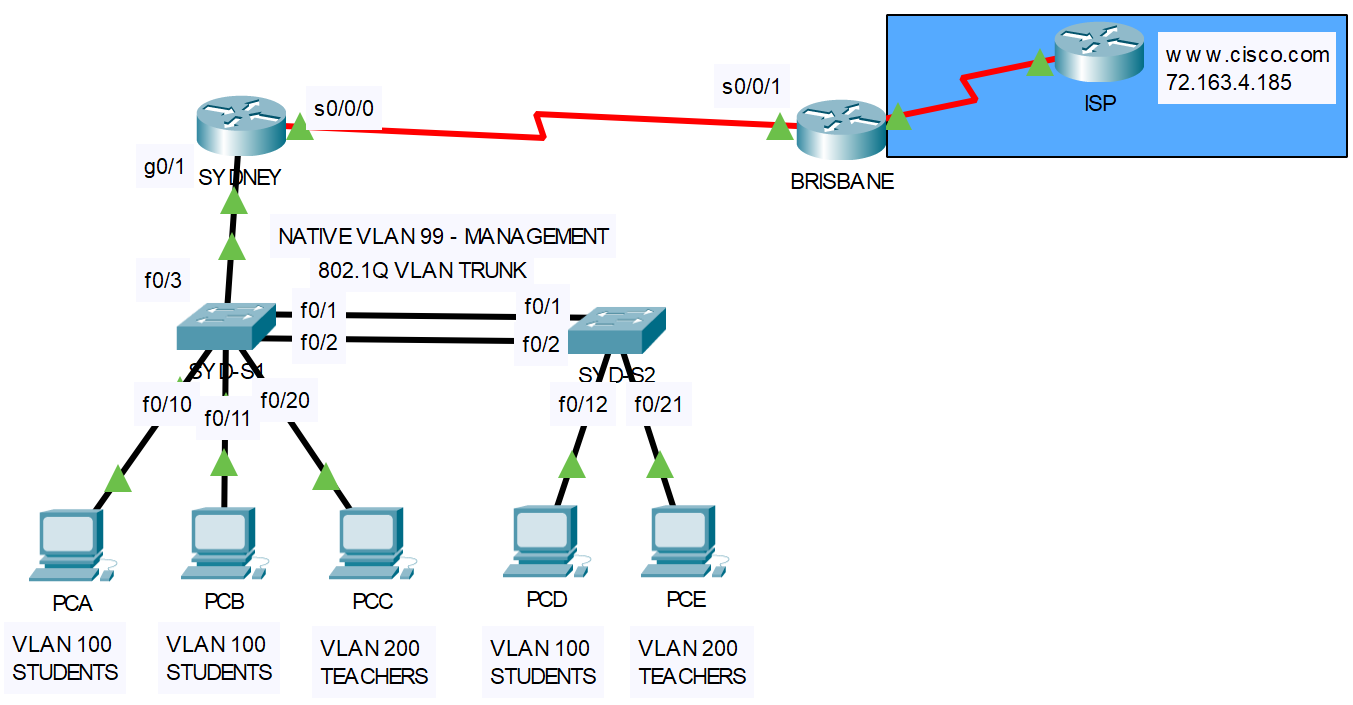 www.cisco.com
72.163.4.185
ISP
s0/0/1
s0/0/0
BRISBANE
g0/1
SYDNEY
NATIVE VLAN 99 - MANAGEMENT
802.1Q VLAN TRUNK
f0/3
f0/1
f0/1
f0/2
f0/2
SYD-S1
SYD-S2
f0/10
f0/11
f0/20
f0/12
f0/21
PCA
PCB
PCC
PCD
PCE
VLAN 100
STUDENTS
VLAN 100
STUDENTS
VLAN 200
TEACHERS
VLAN 100
STUDENTS
VLAN 200
TEACHERS